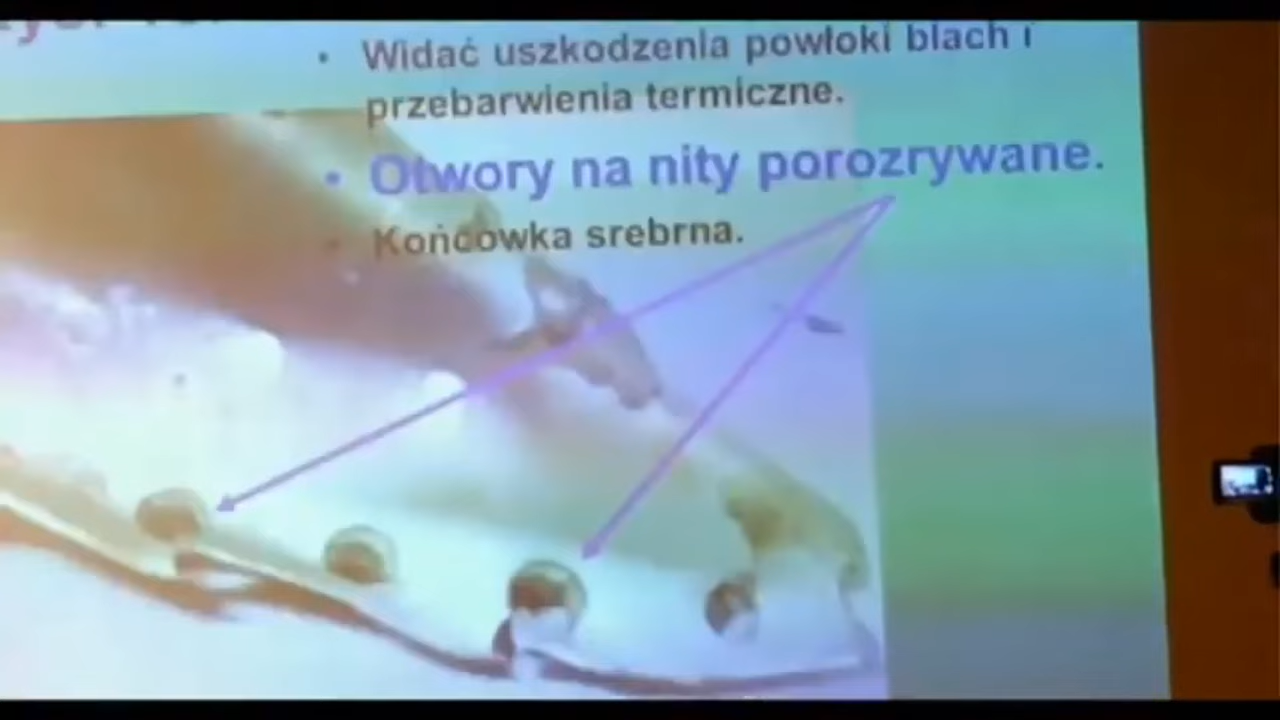 • Widać uszkodzenia powłoki blach i
przebarwienia termiczne.
• Otwory na nity porozrywane.
• Końcówka srebrna.